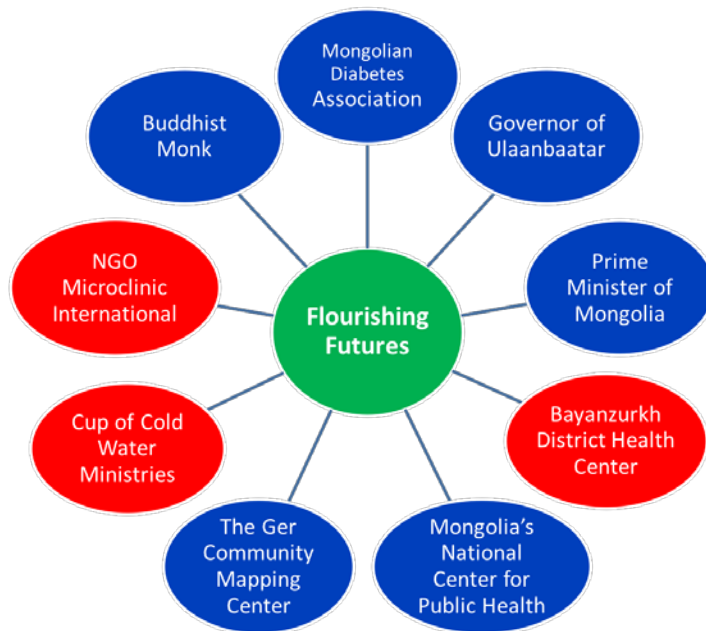 Mongolian
Diabetes
Association
Governor of
Ulaanbaatar
Prime
Minister of
Mongolia
Bayanzurkh
District Health
Center
Mongolia's
National
Center for
Public Health
The Ger
Community
Mapping
Center
Cup of Cold
Water
Ministries
NGO
Microclinic
International
Buddhist
Monk
Flourishing
Futures